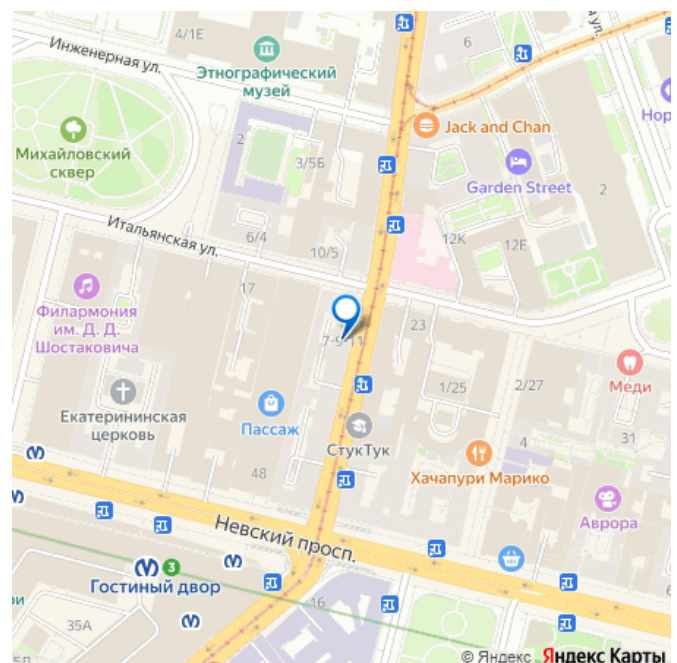 4/1Е
6
Инженерная ул.
ул.
Этнографический
музей
Jack and Chan
Михайловский
сквер
2
3/5Б
Garden Street
2
Итальянская ул.
6/4
10/5
12К
12Е
17
Филармония
им. Д. Д.
Шостаковича
7-9-11
23
Меди
1/25
2/27
Екатерининская
церковь
Пассаж
СтукТук
4
31
48
Хачапури Марико
Аврора
Невский просп.
3
Гостиный двор
16
35А
© Яндекс Яндекс Карты